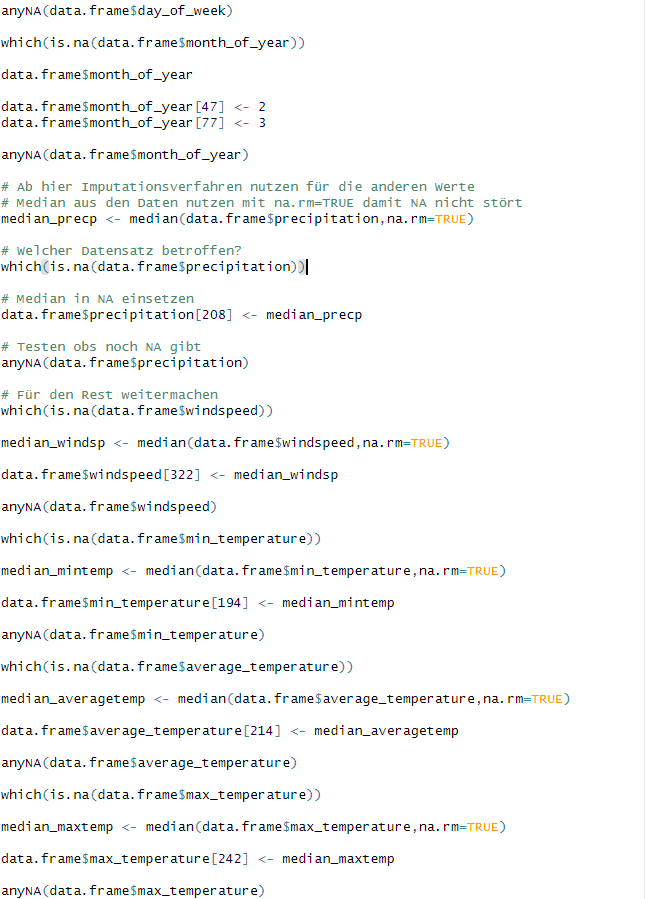 anyNA(data.frame$day_of_week)
which(is.na(data.frame$month_of_year))
data.frame$month_of_year
data.frame$month_of_year[47] <- 2
data.frame$month_of_year[77] <- 3
anyNA(data.frame$month_of_year)
# Ab hier Imputationsverfahren nutzen für die anderen Werte
# Median aus den Daten nutzen mit na.rm=TRUE damit NA nicht stört
median_precp <- median(data.frame$precipitation,na.rm=TRUE)
# Welcher Datensatz betroffen?
which(is.na(data.frame$precipitation))
# Median in NA einsetzen
data.frame$precipitation[208] <- median_precp
# Testen obs noch NA gibt
anyNA(data.frame$precipitation)
# Für den Rest weitermachen
which(is.na(data.frame$windspeed))
median_windsp <- median(data.frame$windspeed,na.rm=TRUE)
data.frame$windspeed[322] <- median_windsp
anyNA(data.frame$windspeed)
which(is.na(data.frame$min_temperature))
median_mintemp <- median(data.frame$min_temperature,na.rm=TRUE)
data.frame$min_temperature[194] <- median_mintemp
anyNA(data.frame$min_temperature)
which(is.na(data.frame$average_temperature))
median_averagetemp <- median(data.frame$average_temperature,na.rm=TRUE)
data.frame$average_temperature[214] <- median_averagetemp
anyNA(data.frame$average_temperature)
which(is.na(data.frame$max_temperature))
median_maxtemp <- median(data.frame$max_temperature,na.rm=TRUE)
data.frame$max_temperature[242] <- median_maxtemp
anyNA(data.frame$max_temperature)